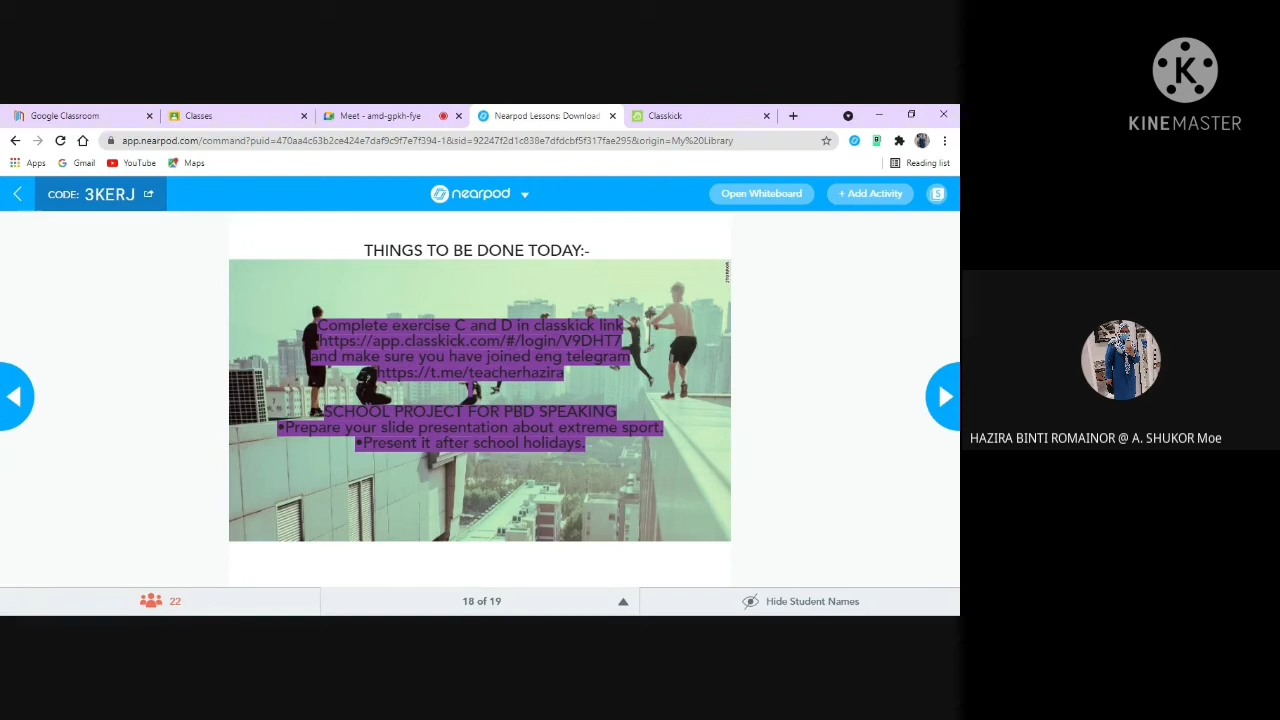 KINEMASTER
Google Classroom
Classes
Meet - amd-gpkh-fye
Nearpod Lessons: Download
Classkick
app.nearpod.com/command?puid=470aa4c63b2ce424e7daf9c9f7e7f394-1&sid=92247f2d1c838e7dfdcbf5f317fae295&origin=My%20Library
Apps
Gmail
YouTube
Maps
Reading list
CODE: 3KERJ
nearpod
Open Whiteboard
+ Add Activity
THINGS TO BE DONE TODAY:-
Complete exercise C and D in classkick link
https://app.classkick.com/#/login/V9DHT7
and make sure you have joined eng telegram
https://t.me/teacherhazira
SCHOOL PROJECT FOR PBD SPEAKING
•Prepare your slide presentation about extreme sport.
•Present it after school holidays.
HAZIRA BINTI ROMAINOR @ A. SHUKOR Moe
22
18 of 19
Hide Student Names